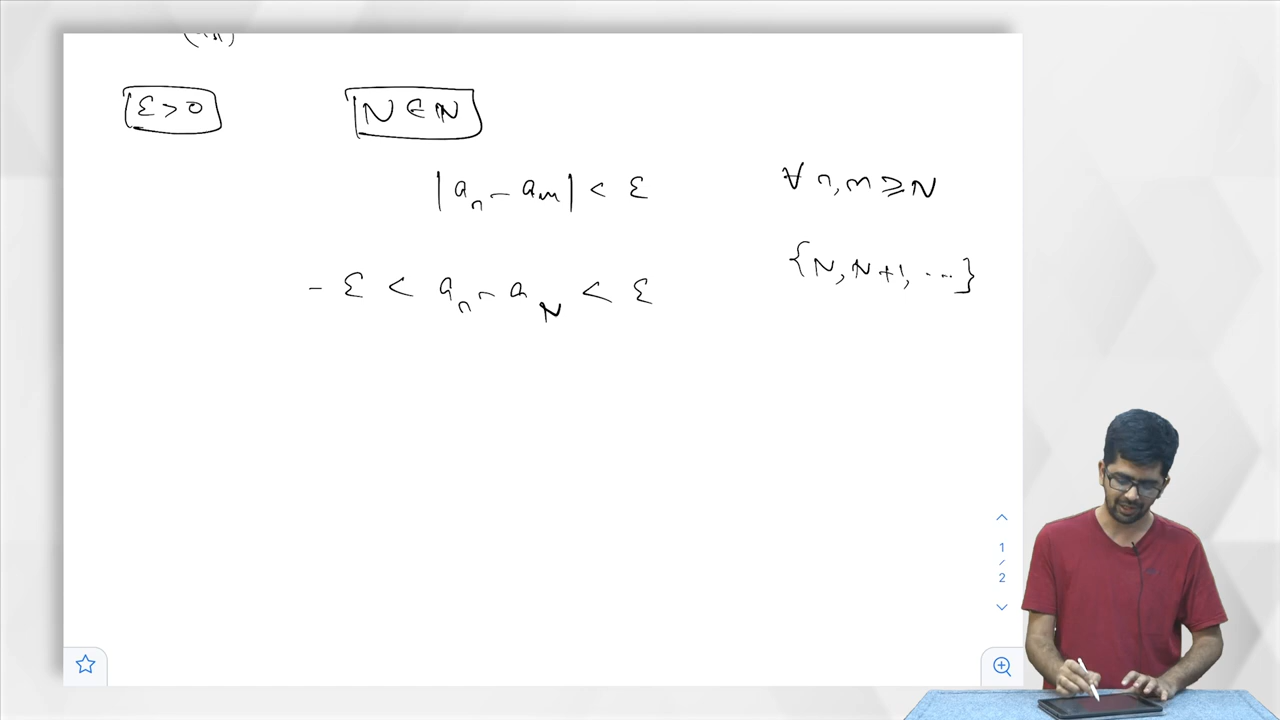 ε>0 N∈ℕ
|aₙ - aₘ| < ε ∀ n,m ⩾ N
{N, N+1, ...}
- ε < aₙ - a_N < ε
1
/
2